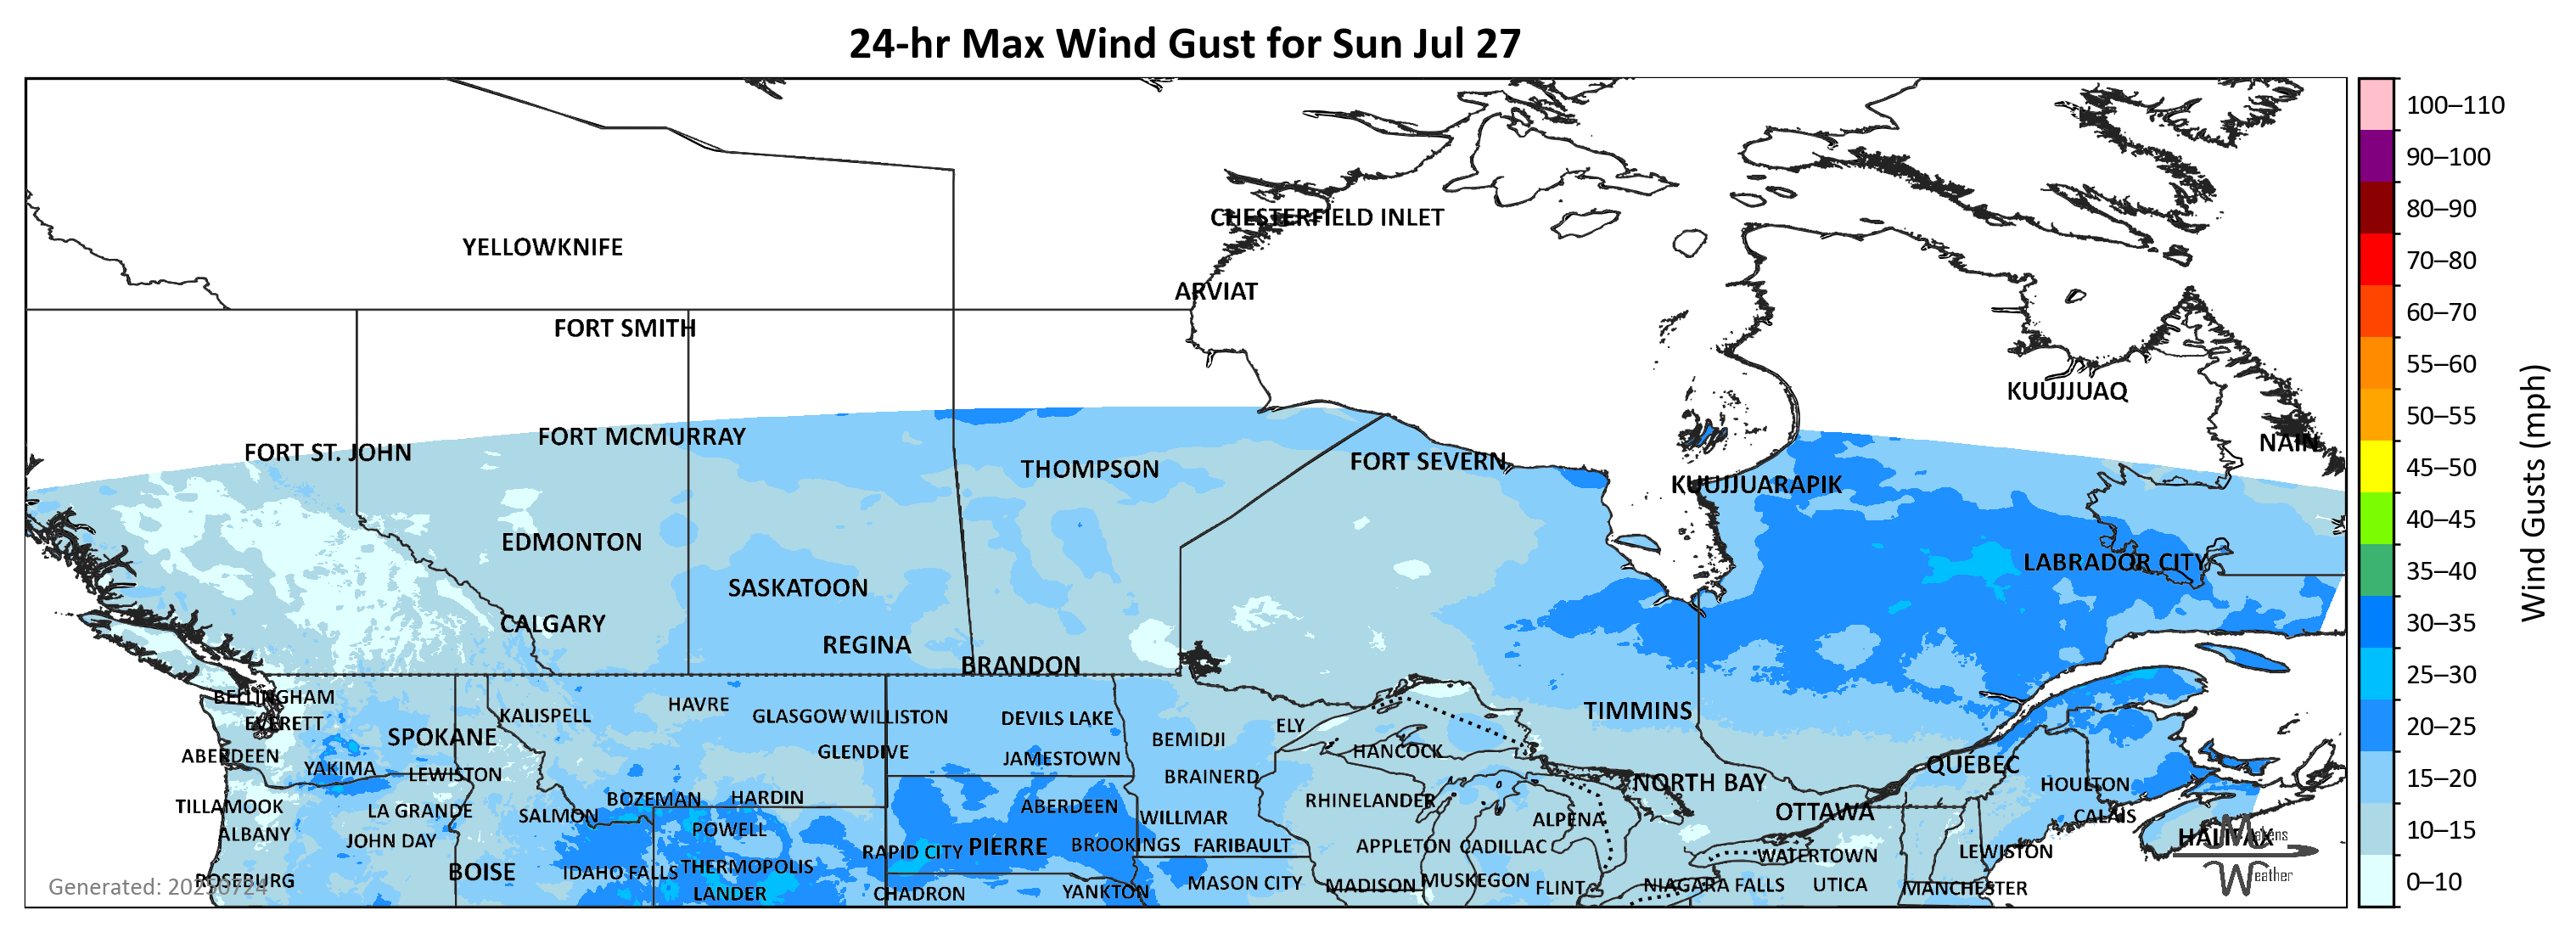 24-hr Max Wind Gust for Sun Jul 27
100–110
90–100
80–90
70–80
60–70
55–60
50–55
45–50
40–45
35–40
30–35
25–30
20–25
15–20
10–15
0–10
Wind Gusts (mph)
CHESTERFIELD INLET
YELLOWKNIFE
ARVIAT
FORT SMITH
KUUJJUAQ
FORT MCMURRAY
NAIN
FORT ST. JOHN
FORT SEVERN
THOMPSON
KUUJJUARAPIK
EDMONTON
LABRADOR CITY
SASKATOON
CALGARY
REGINA
BRANDON
BELLINGHAM
HAVRE
TIMMINS
KALISPELL
GLASGOW
WILLISTON
DEVILS LAKE
EVERETT
ELY
SPOKANE
BEMIDJI
HANCOCK
GLENDIVE
ABERDEEN
JAMESTOWN
QUÉBEC
YAKIMA
LEWISTON
BRAINERD
NORTH BAY
HOULTON
BOZEMAN
HARDIN
RHINELANDER
TILLAMOOK
LA GRANDE
ABERDEEN
OTTAWA
SALMON
WILLMAR
ALPENA
CALAIS
POWELL
ALBANY
HALIFAX
Makens
JOHN DAY
BROOKINGS
FARIBAULT
PIERRE
APPLETON
CADILLAC
RAPID CITY
LEWISTON
WATERTOWN
THERMOPOLIS
BOISE
IDAHO FALLS
Weather
ROSEBURG
MUSKEGON
MASON CITY
MADISON
NIAGARA FALLS
UTICA
Generated: 20250724
FLINT
MANCHESTER
YANKTON
LANDER
CHADRON